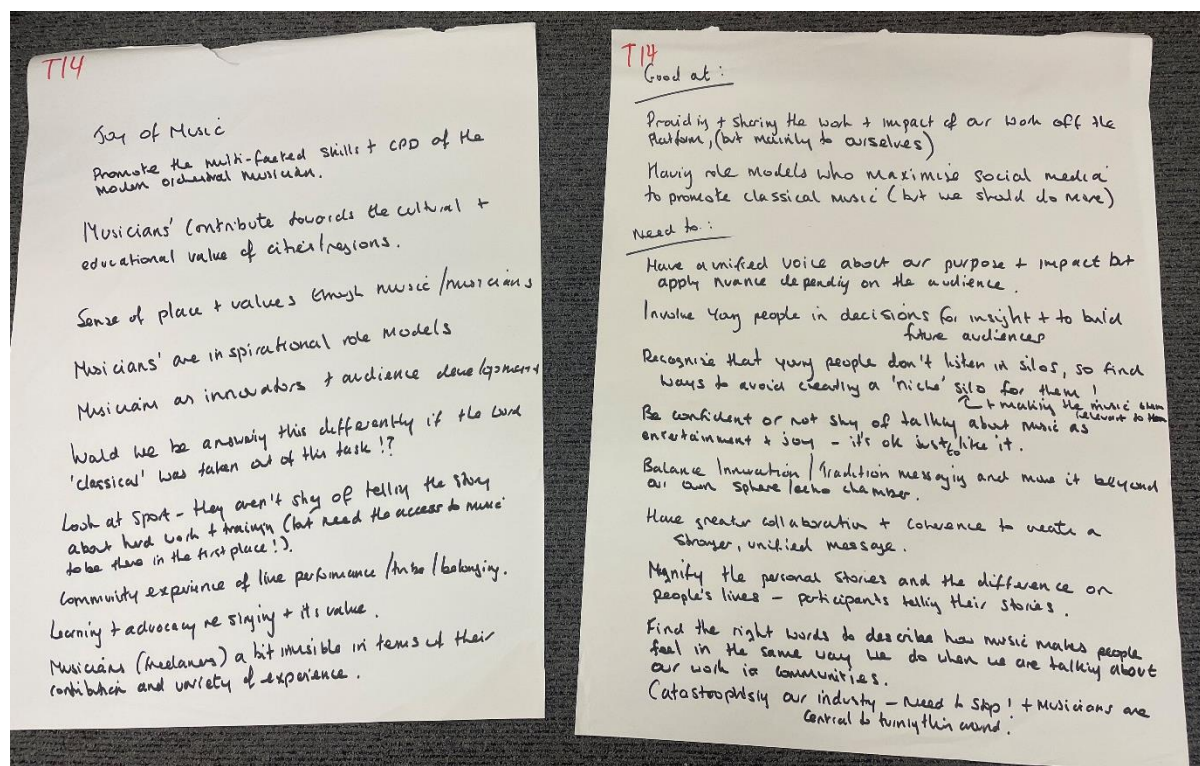 T14
Joy of Music
Promote the multi-faceted skills + CPD of the
modern orchestral musician.
Musicians' contribute towards the cultural +
educational value of cities/regions.
Sense of place + values through music/musicians
Musicians' are inspirational role models
Musicians as innovators + audience development
Would we be answering this differently if the word
'classical' was taken out of this task!?
Look at sport - they aren't shy of telling the story
about hard work + training (but need the access to music
to be there in the first place!).
Community experience of live performance/tribe/belonging.
Learning + advocacy re singing + its value.
Musicians (freelancers) a bit invisible in terms of their
contribution and variety of experience.
T14
Good at:
Providing + sharing the work + impact of our work off the
platform, (but mainly to ourselves)
Having role models who maximise social media
to promote classical music (but we should do more)
Need to:
Have a unified voice about our purpose + impact but
apply nuance depending on the audience.
Involve young people in decisions for insight + to build
future audiences
Recognise that young people don't listen in silos, so find
ways to avoid creating a 'niche' silo for them!
+ making the music seem
relevant to them
Be confident or not shy of talking about music as
entertainment + joy - it's ok just to like it.
Balance Innovation/Tradition messaging and move it beyond
our own sphere/echo chamber.
Have greater collaboration + coherence to create a
stronger, unified message.
Magnify the personal stories and the difference on
people's lives - participants telling their stories.
Find the right words to describe how music makes people
feel in the same way we do when we are talking about
our work in communities.
Catastrophising our industry - need to stop! + Musicians are
central to turning this around.